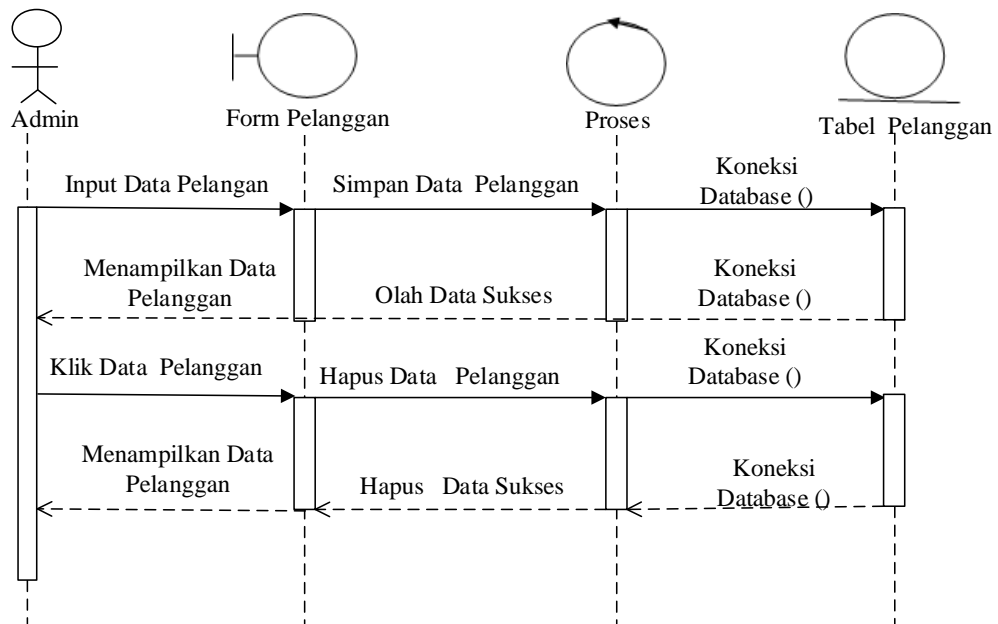 Admin
Form Pelanggan
Proses
Tabel Pelanggan
Input Data Pelangan
Simpan Data Pelanggan
Koneksi
Database ()
Menampilkan Data
Pelanggan
Olah Data Sukses
Koneksi
Database ()
Klik Data Pelanggan
Hapus Data Pelanggan
Koneksi
Database ()
Menampilkan Data
Pelanggan
Hapus Data Sukses
Koneksi
Database ()